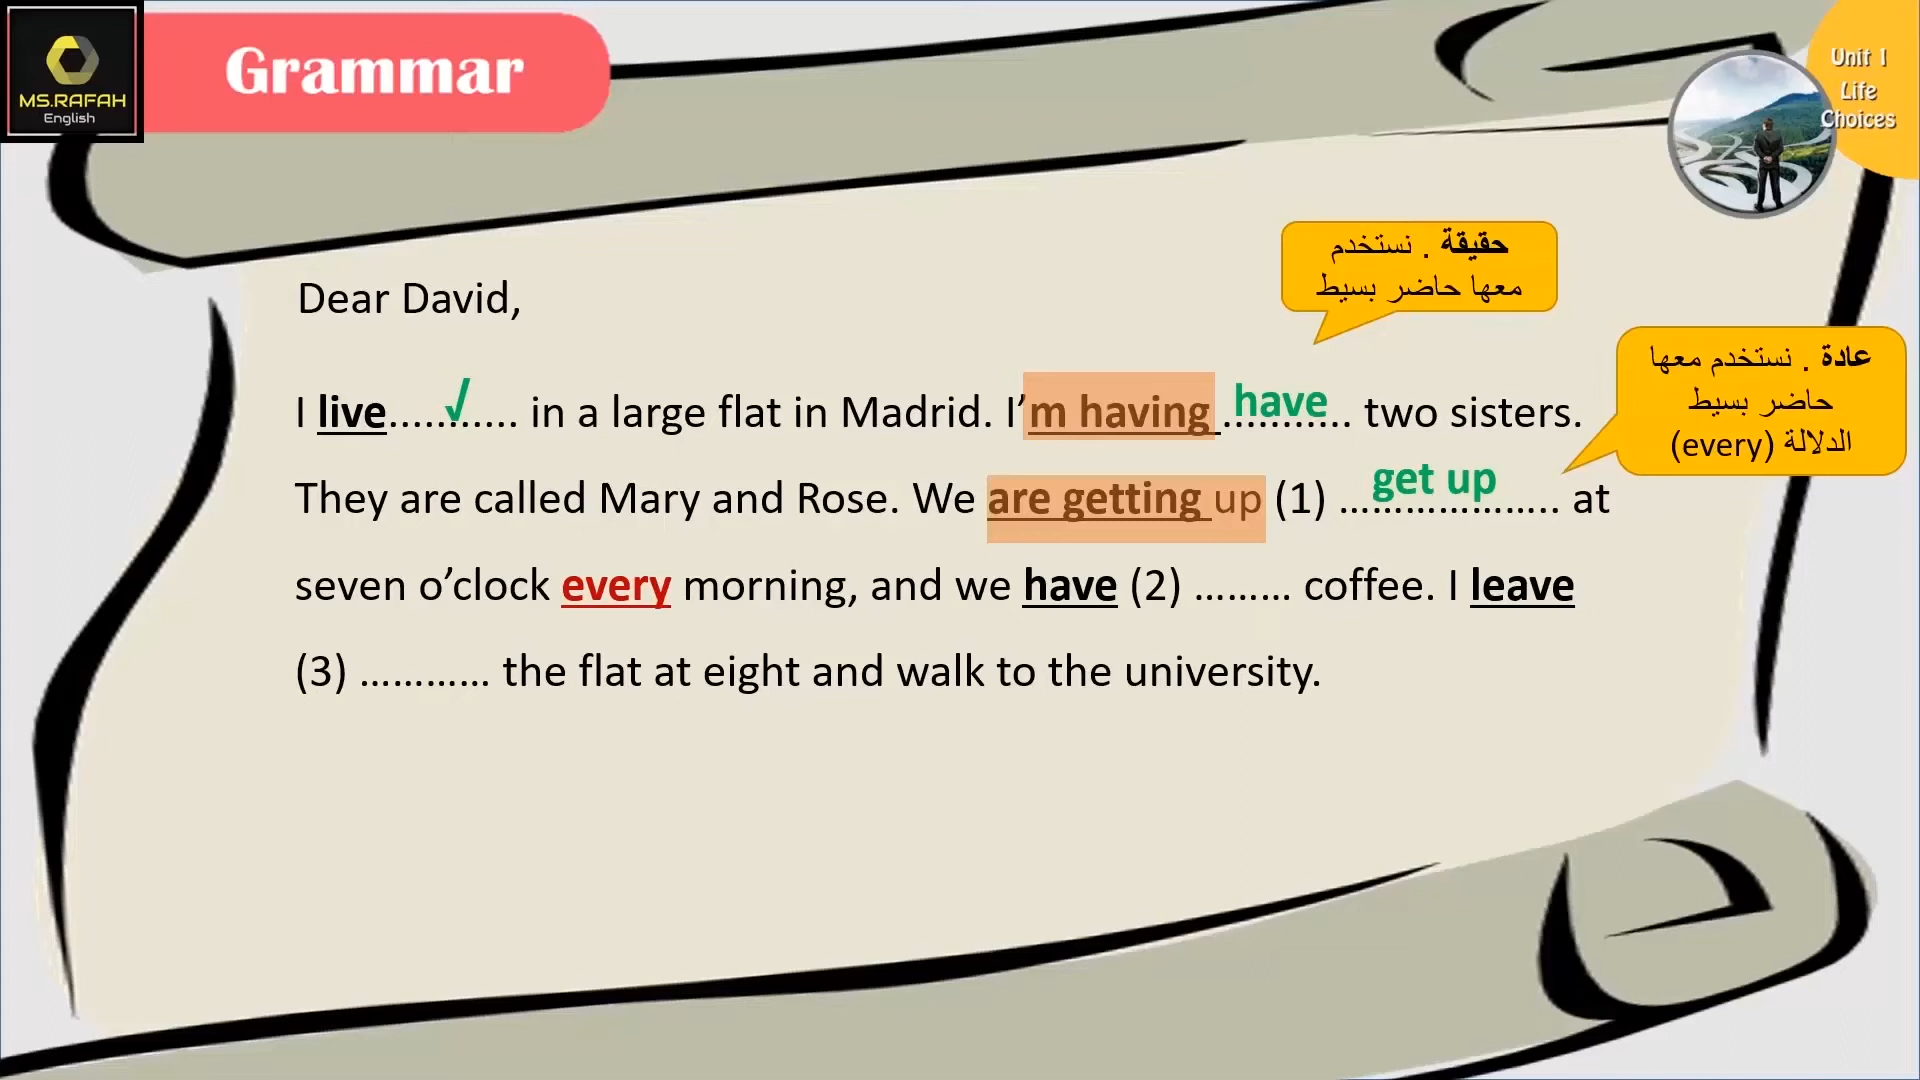 MS.RAFAH
English
Grammar
Unit 1
Life
Choices
حقيقة . نستخدم
معها حاضر بسيط
عادة . نستخدم معها
حاضر بسيط
الدلالة (every)
Dear David,
I live....√....... in a large flat in Madrid. I’m having ........... two sisters.
have
They are called Mary and Rose. We are getting up (1) ………………….. at
get up
seven o’clock every morning, and we have (2) ……… coffee. I leave
(3) ………… the flat at eight and walk to the university.